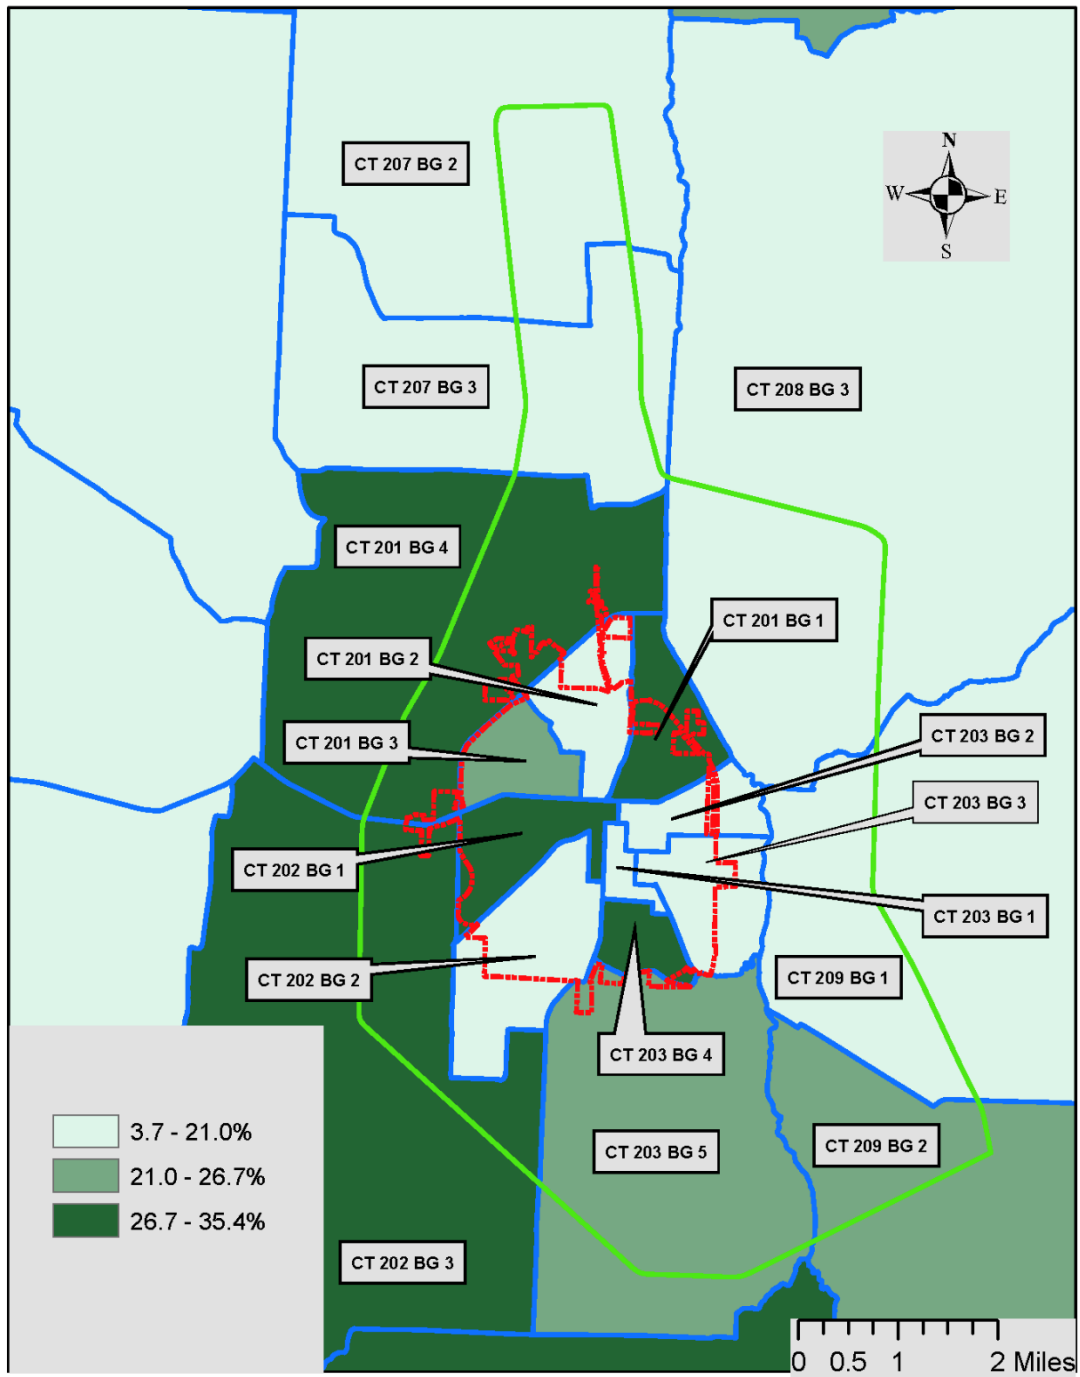 CT 207 BG 2
N
W E
S
CT 207 BG 3
CT 208 BG 3
CT 201 BG 4
CT 201 BG 1
CT 201 BG 2
CT 201 BG 3
CT 203 BG 2
CT 203 BG 3
CT 202 BG 1
CT 203 BG 1
CT 202 BG 2
CT 209 BG 1
CT 203 BG 4
3.7 - 21.0%
21.0 - 26.7%
26.7 - 35.4%
CT 203 BG 5
CT 209 BG 2
CT 202 BG 3
0 0.5 1 2 Miles